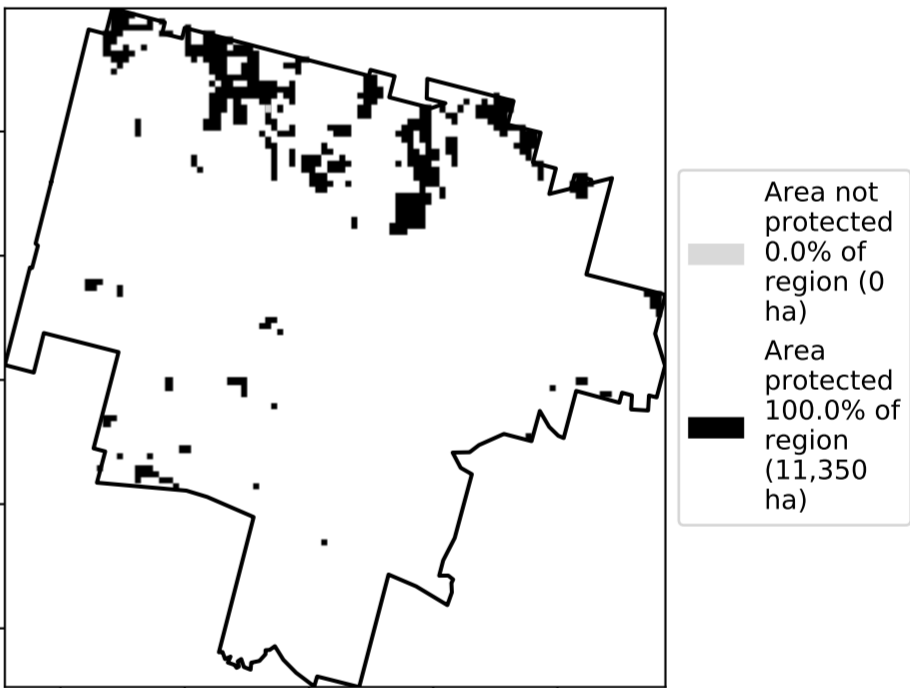 Area not
protected
0.0% of
region (0
ha)
Area
protected
100.0% of
region
(11,350
ha)